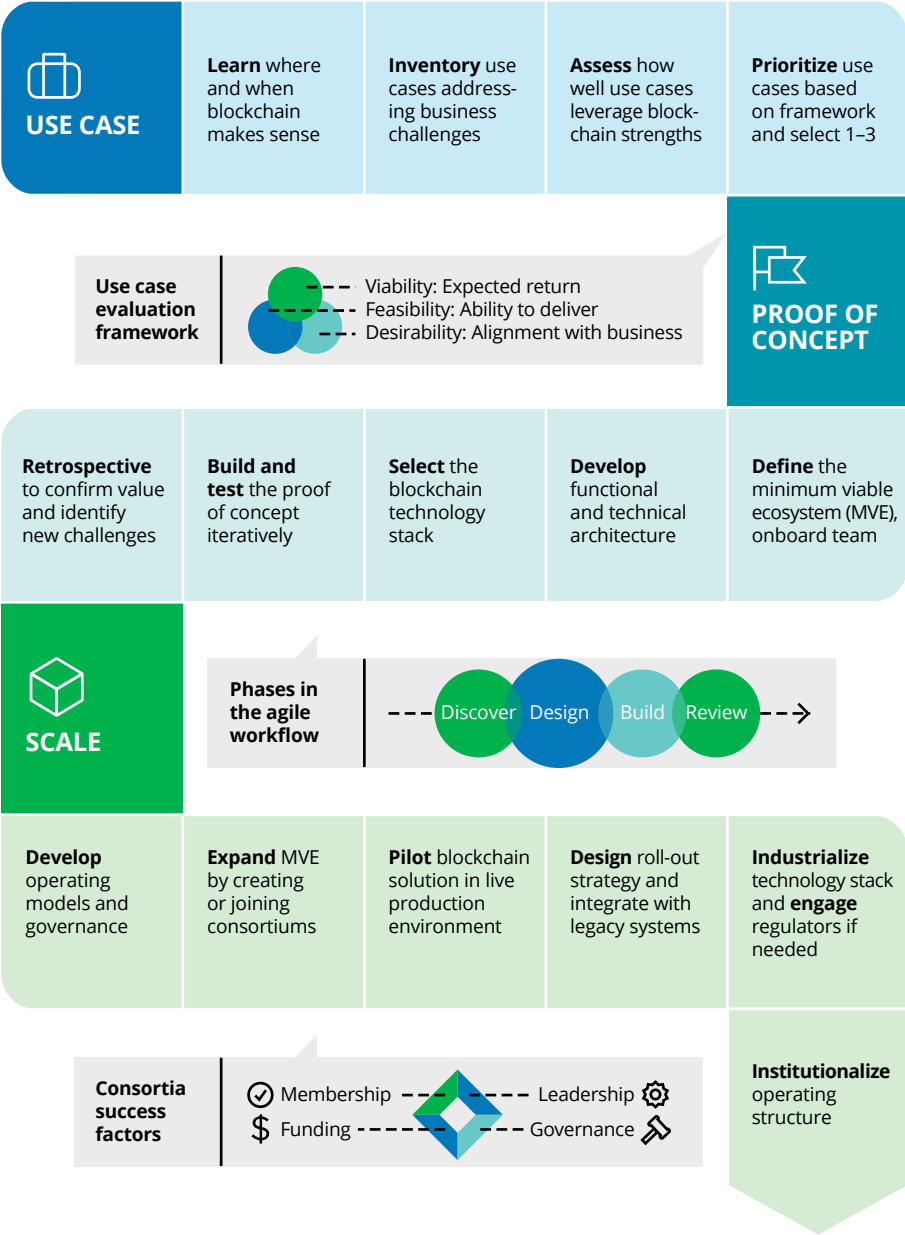 USE CASE
Learn where
and when
blockchain
makes sense
Inventory use
cases address-
ing business
challenges
Assess how
well use cases
leverage block-
chain strengths
Prioritize use
cases based
on framework
and select 1–3
Use case
evaluation
framework
Viability: Expected return
Feasibility: Ability to deliver
Desirability: Alignment with business
PROOF OF
CONCEPT
Retrospective
to confirm value
and identify
new challenges
Build and
test the proof
of concept
iteratively
Select the
blockchain
technology
stack
Develop
functional
and technical
architecture
Define the
minimum viable
ecosystem (MVE),
onboard team
SCALE
Phases in
the agile
workflow
Discover
Design
Build
Review
Develop
operating
models and
governance
Expand MVE
by creating
or joining
consortiums
Pilot blockchain
solution in live
production
environment
Design roll-out
strategy and
integrate with
legacy systems
Industrialize
technology stack
and engage
regulators if
needed
Consortia
success
factors
Membership
Funding
Leadership
Governance
Institutionalize
operating
structure